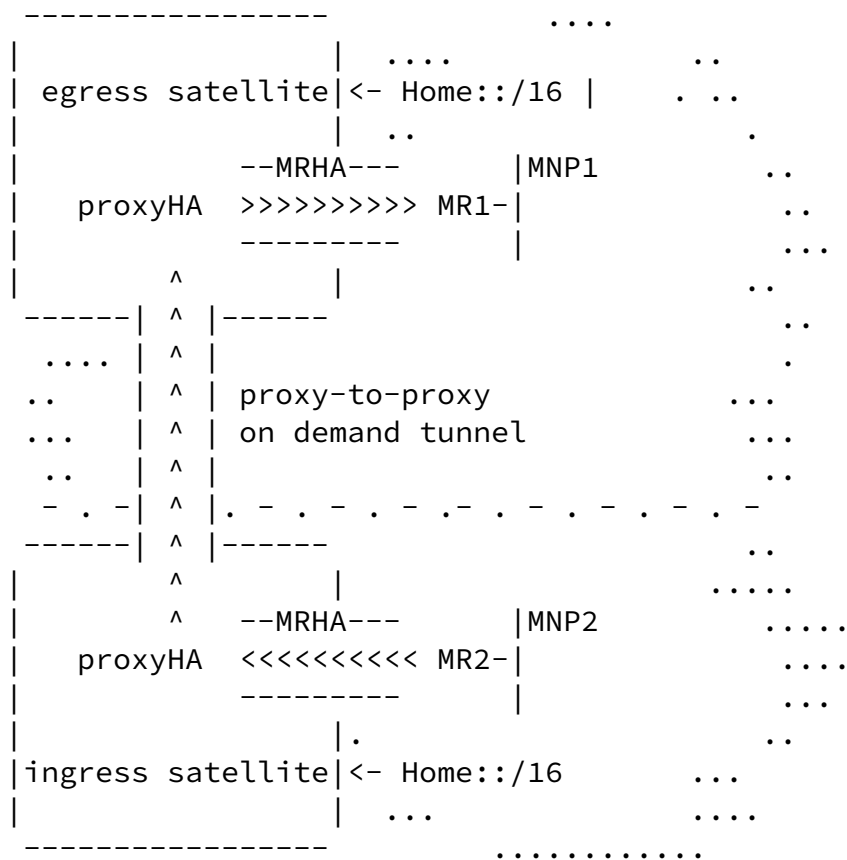 egress satellite <- Home::/16
--MRHA--- MNP1
proxyHA >>>>>>>>>> MR1-
proxy-to-proxy
on demand tunnel
--MRHA--- MNP2
proxyHA <<<<<<<<<< MR2-
ingress satellite <- Home::/16